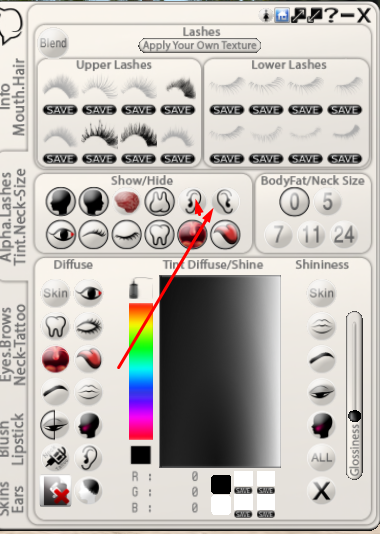 Lashes
Blend
Apply Your Own Texture
Upper Lashes
Lower Lashes
SAVE SAVE SAVE SAVE SAVE SAVE SAVE SAVE
SAVE SAVE SAVE SAVE SAVE SAVE SAVE SAVE
Info
Mouth.Hair
Alpha.Lashes
Tint.Neck-Size
Eyes.Brows
Neck-Tattoo
Blush
Lipstick
Skins
Ears
Show/Hide
BodyFat/Neck Size
0 5
7 11 24
Diffuse
Tint Diffuse/Shine
Shininess
Skin
Skin
ALL
X
Glossiness
R : 0
G : 0
B : 0
SAVE SAVE
SAVE SAVE